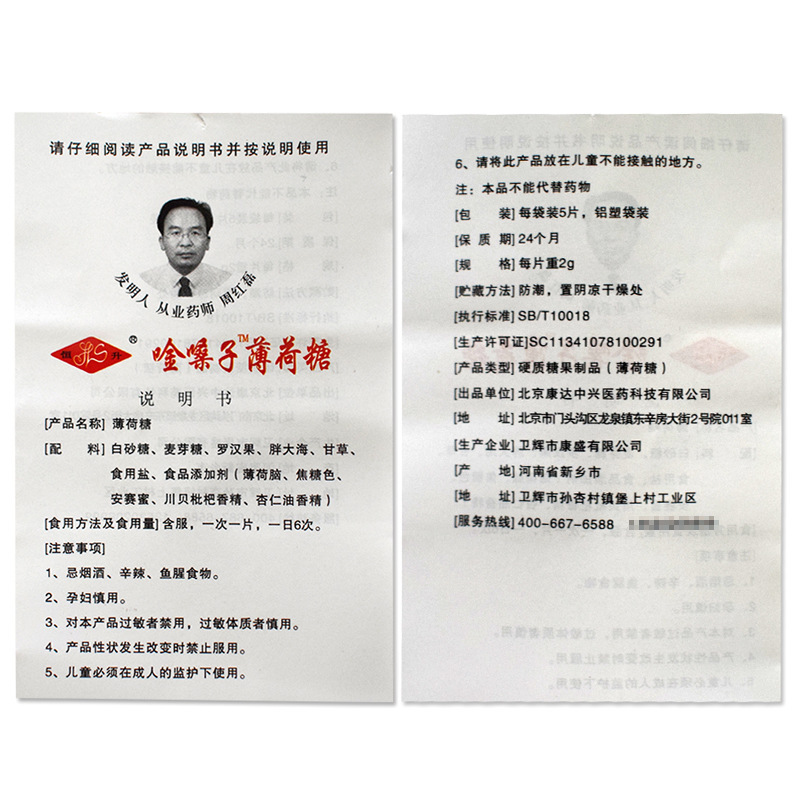 请仔细阅读产品说明书并按说明使用
发明人 从业药师 周红磊
恒 JLS 升 ®
唫嗓子™薄荷糖
说明书
[产品名称] 薄荷糖
[配 料] 白砂糖、麦芽糖、罗汉果、胖大海、甘草、
食用盐、食品添加剂（薄荷脑、焦糖色、
安赛蜜、川贝枇杷香精、杏仁油香精）
[食用方法及食用量] 含服，一次一片，一日6次。
[注意事项]
1、忌烟酒、辛辣、鱼腥食物。
2、孕妇慎用。
3、对本产品过敏者禁用，过敏体质者慎用。
4、产品性状发生改变时禁止服用。
5、儿童必须在成人的监护下使用。
6、请将此产品放在儿童不能接触的地方。
注：本品不能代替药物
[包 装] 每袋装5片，铝塑袋装
[保 质 期] 24个月
[规 格] 每片重2g
[贮藏方法] 防潮，置阴凉干燥处
[执行标准] SB/T10018
[生产许可证] SC11341078100291
[产品类型] 硬质糖果制品（薄荷糖）
[出品单位] 北京康达中兴医药科技有限公司
[地 址] 北京市门头沟区龙泉镇东辛房大街2号院011室
[生产企业] 卫辉市康盛有限公司
[产 地] 河南省新乡市
[地 址] 卫辉市孙杏村镇堡上村工业区
[服务热线] 400-667-6588